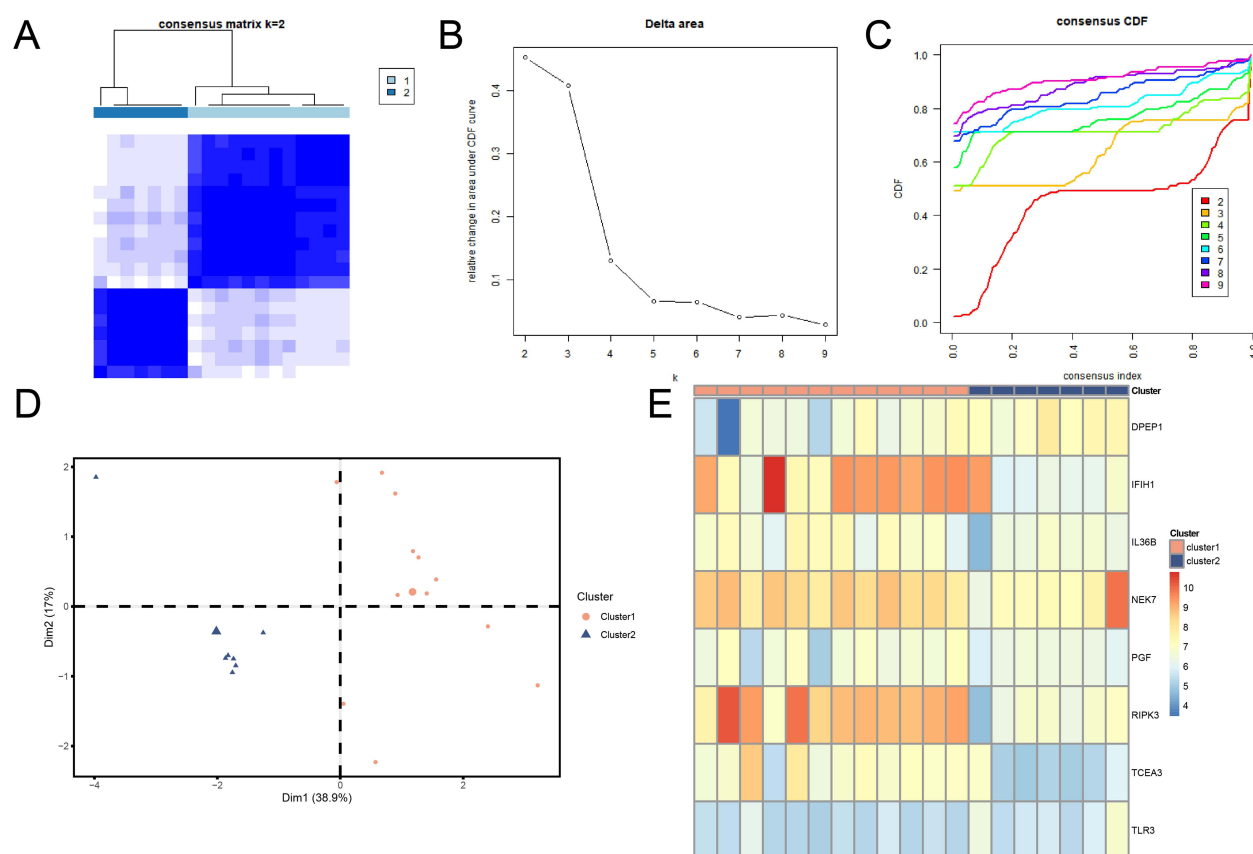 A
consensus matrix k=2
1
2
B
Delta area
relative change in area under CDF curve
0.4
0.3
0.2
0.1
2 3 4 5 6 7 8 9
k
C
consensus CDF
CDF
1.0
0.8
0.6
0.4
0.2
0.0
2
3
4
5
6
7
8
9
0.0 0.2 0.4 0.6 0.8
consensus index
D
Dim2 (17%)
2
1
0
−1
−2
−4 −2 0 2
Dim1 (38.9%)
Cluster
Cluster1
Cluster2
E
Cluster
DPEP1
IFIH1
IL36B
NEK7
PGF
RIPK3
TCEA3
TLR3
Cluster
cluster1
cluster2
10
9
8
7
6
5
4